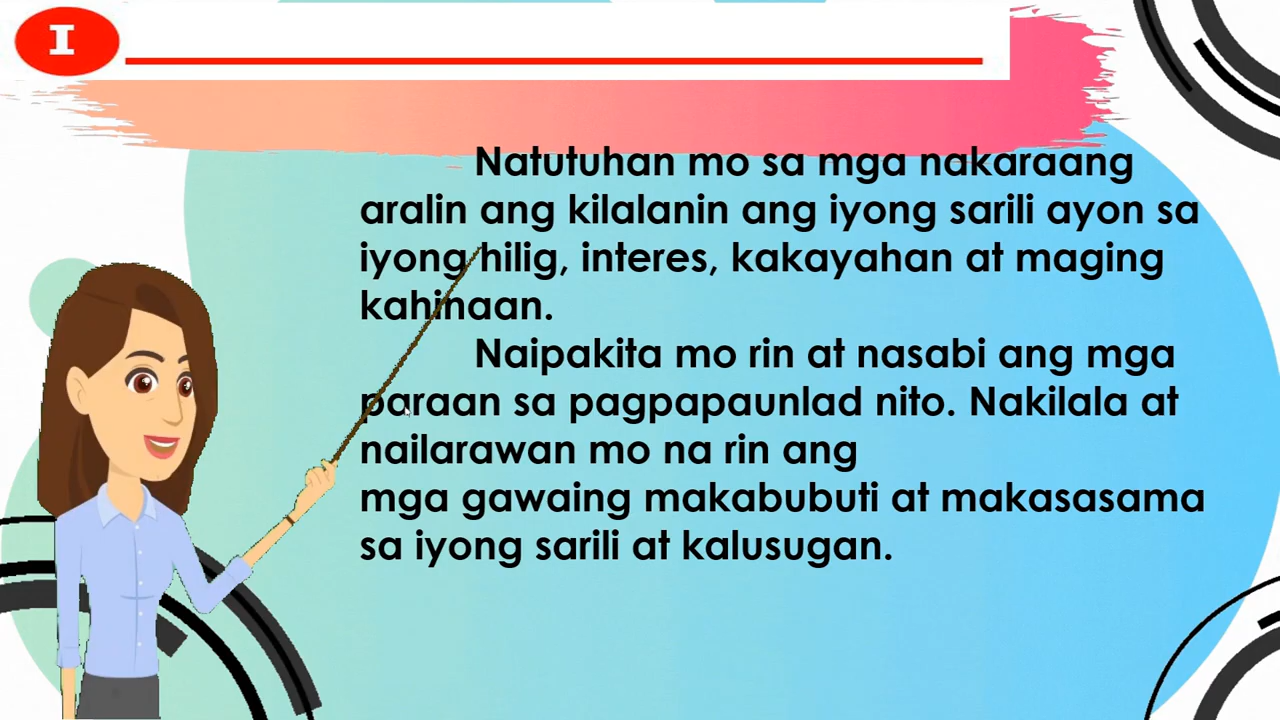 I
Natutuhan mo sa mga nakaraang
aralin ang kilalanin ang iyong sarili ayon sa
iyong hilig, interes, kakayahan at maging
kahinaan.
Naipakita mo rin at nasabi ang mga
paraan sa pagpapaunlad nito. Nakilala at
nailarawan mo na rin ang
mga gawaing makabubuti at makasasama
sa iyong sarili at kalusugan.